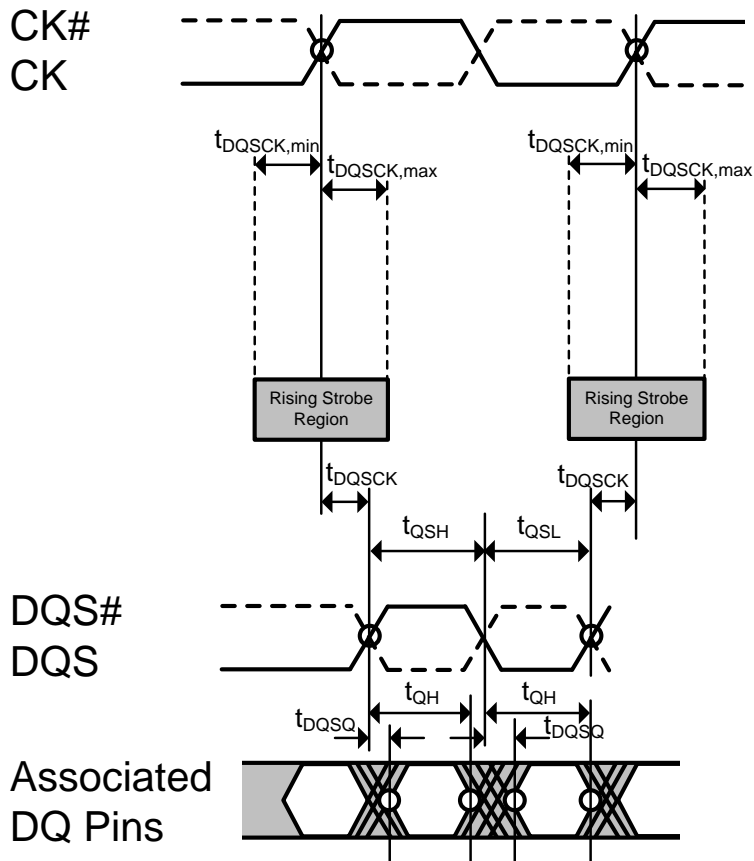 CK#
CK
tDQSCK,min
tDQSCK,max
tDQSCK,min
tDQSCK,max
Rising Strobe
Region
Rising Strobe
Region
tDQSCK
tDQSCK
tQSH
tQSL
DQS#
DQS
tQH
tQH
tDQSQ
tDQSQ
Associated
DQ Pins